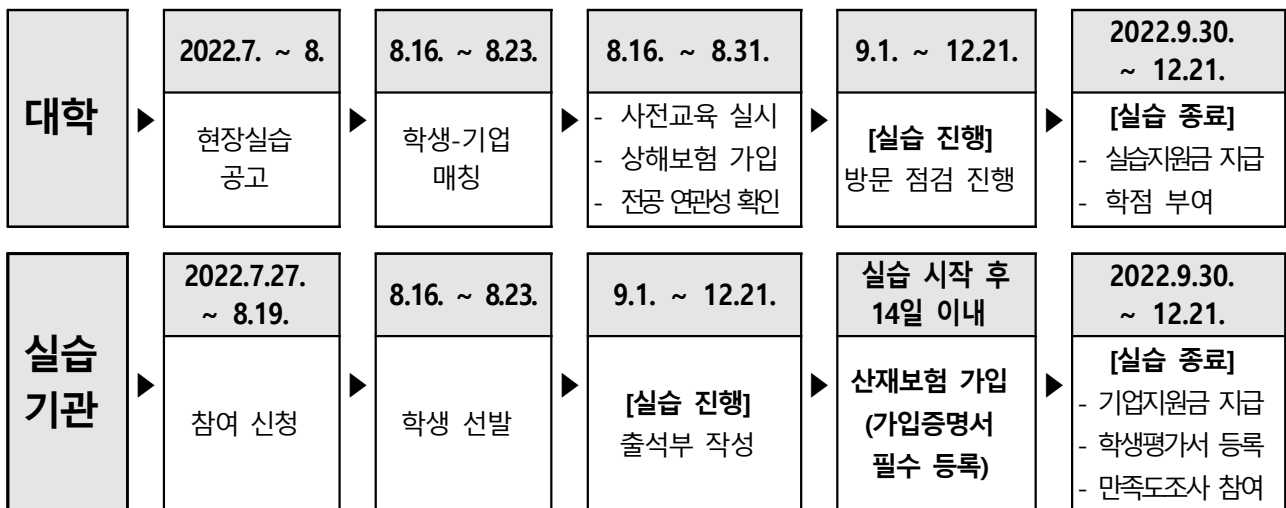 대학
2022.7. ~ 8.
현장실습
공고
8.16. ~ 8.23.
학생-기업
매칭
8.16. ~ 8.31.
- 사전교육 실시
- 상해보험 가입
- 전공 연관성 확인
9.1. ~ 12.21.
[실습 진행]
방문 점검 진행
2022.9.30.
~ 12.21.
[실습 종료]
- 실습지원금 지급
- 학점 부여
실습
기관
2022.7.27.
~ 8.19.
참여 신청
8.16. ~ 8.23.
학생 선발
9.1. ~ 12.21.
[실습 진행]
출석부 작성
실습 시작 후
14일 이내
산재보험 가입
(가입증명서
필수 등록)
2022.9.30.
~ 12.21.
[실습 종료]
- 기업지원금 지급
- 학생평가서 등록
- 만족도조사 참여